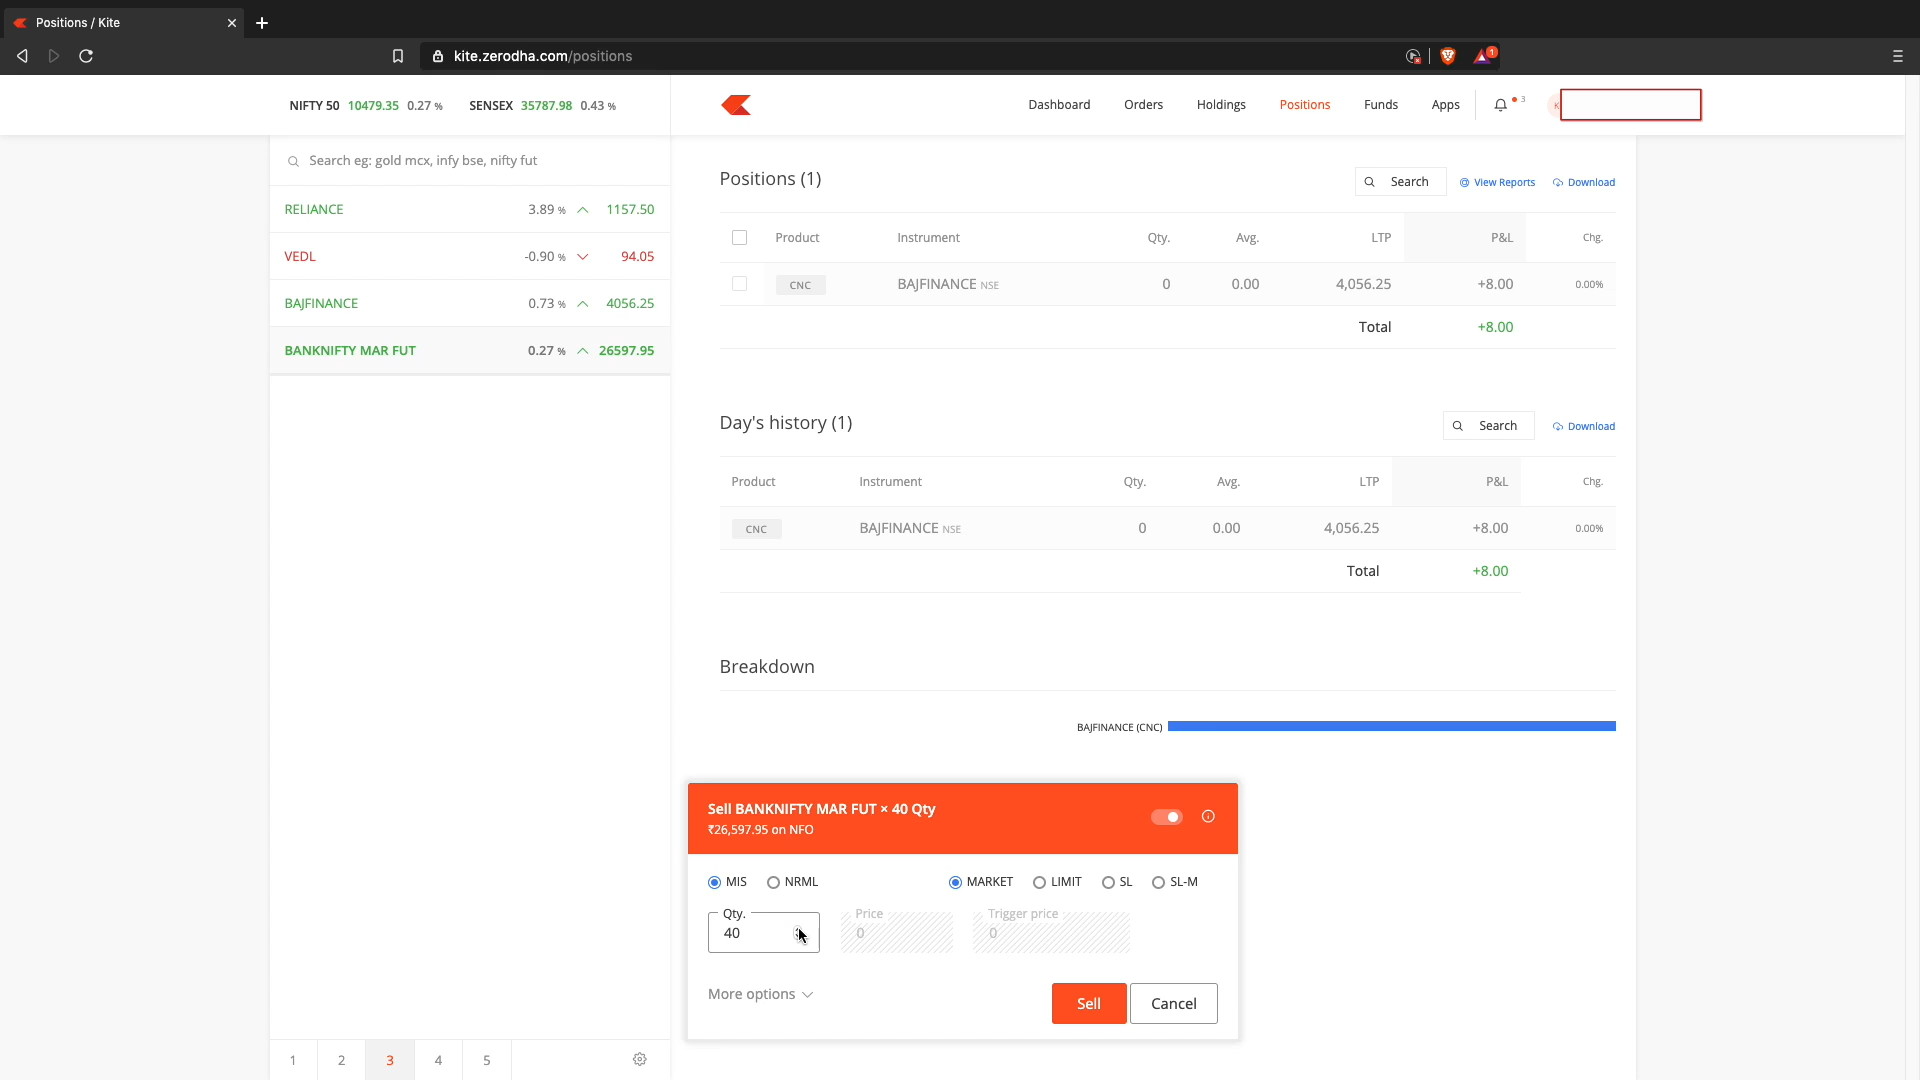 Positions / Kite
kite.zerodha.com/positions
1
NIFTY 50 10479.35 0.27 % SENSEX 35787.98 0.43 %
Dashboard Orders Holdings Positions Funds Apps 3 K
Search eg: gold mcx, infy bse, nifty fut
RELIANCE 3.89 % 1157.50
VEDL -0.90 % 94.05
BAJFINANCE 0.73 % 4056.25
BANKNIFTY MAR FUT 0.27 % 26597.95
1 2 3 4 5
Positions (1) Search View Reports Download
Product Instrument Qty. Avg. LTP P&L Chg.
CNC BAJFINANCE NSE 0 0.00 4,056.25 +8.00 0.00%
Total +8.00
Day's history (1) Search Download
Product Instrument Qty. Avg. LTP P&L Chg.
CNC BAJFINANCE NSE 0 0.00 4,056.25 +8.00 0.00%
Total +8.00
Breakdown
BAJFINANCE (CNC)
Sell BANKNIFTY MAR FUT × 40 Qty
₹26,597.95 on NFO
MIS NRML MARKET LIMIT SL SL-M
Qty. Price Trigger price
40 0 0
More options Sell Cancel